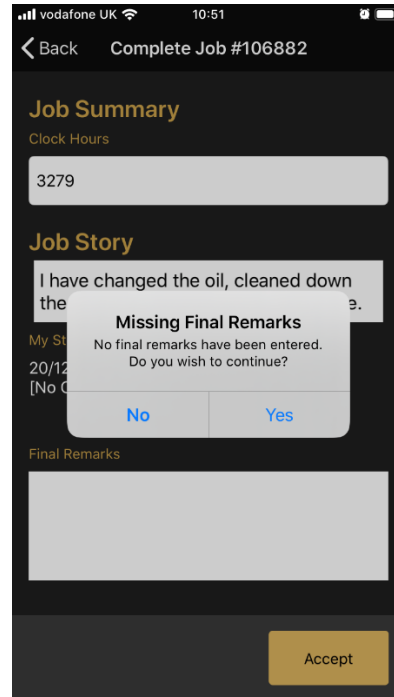 vodafone UK 10:51
Back Complete Job #106882
Job Summary
Clock Hours
3279
Job Story
I have changed the oil, cleaned down
the e.
Missing Final Remarks
No final remarks have been entered.
Do you wish to continue?
My St
20/12
[No
No Yes
Final Remarks
Accept